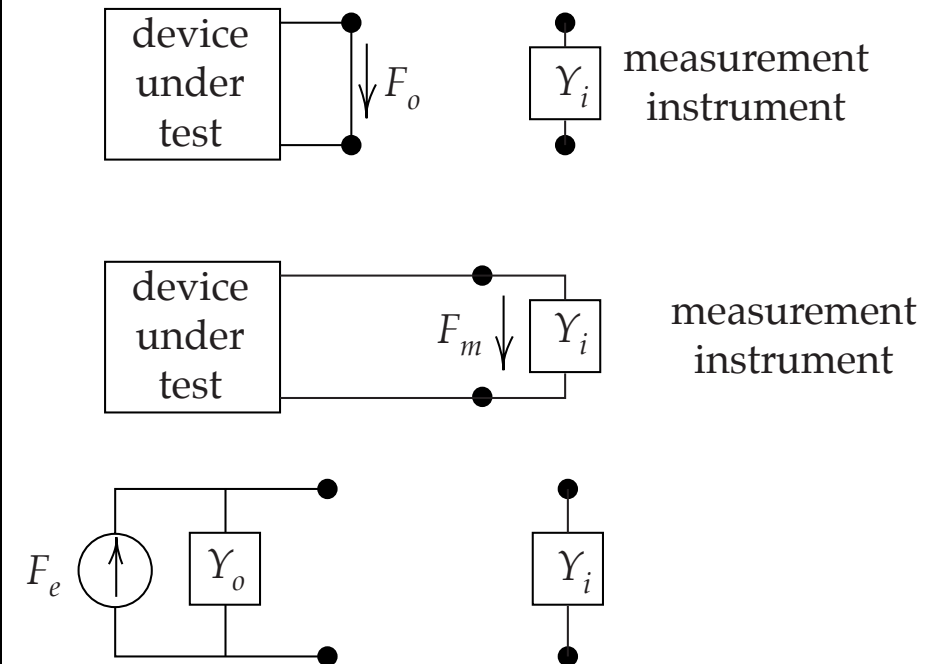 device
under
test
F_o
Y_i
measurement
instrument
device
under
test
F_m
Y_i
measurement
instrument
F_e
Y_o
Y_i